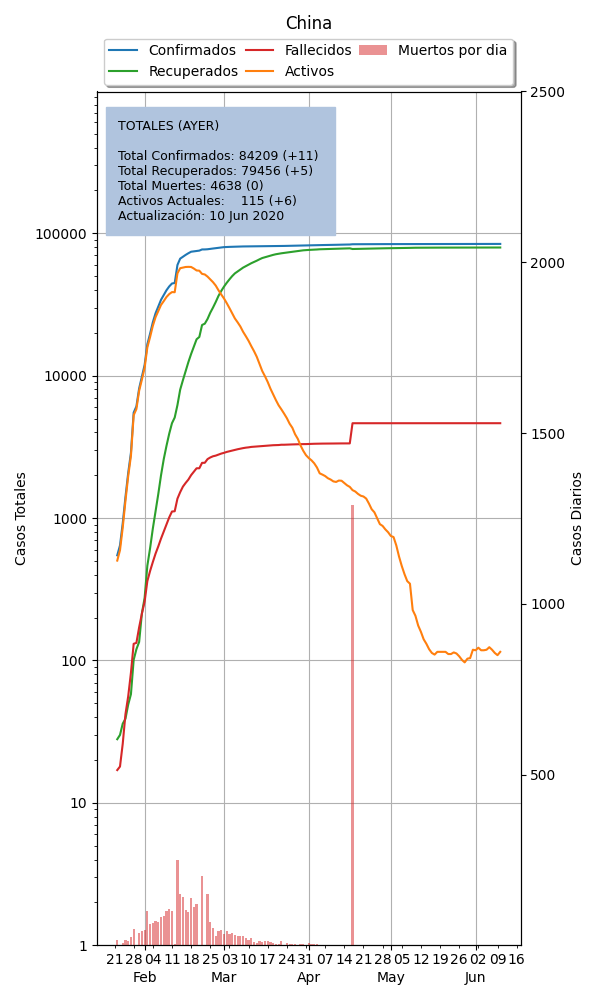 China
Confirmados
Recuperados
Fallecidos
Activos
Muertos por dia
TOTALES (AYER)
Total Confirmados: 84209 (+11)
Total Recuperados: 79456 (+5)
Total Muertes: 4638 (0)
Activos Actuales: 115 (+6)
Actualización: 10 Jun 2020
Casos Totales
100000
10000
1000
100
10
1
2500
2000
1500
1000
500
Casos Diarios
21 28 04 11 18 25 03 10 17 24 31 07 14 21 28 05 12 19 26 02 09 16
Feb Mar Apr May Jun